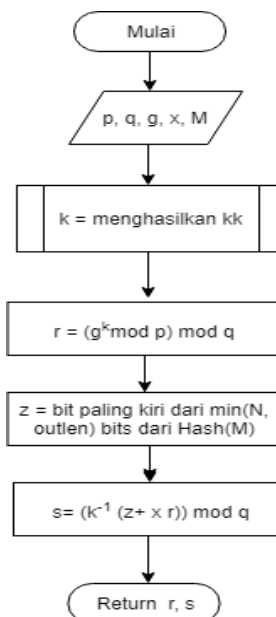 Mulai
p, q, g, x, M
k = menghasilkan kk
r = (g^k mod p) mod q
z = bit paling kiri dari min(N,
outlen) bits dari Hash(M)
s= (k^-1 (z+ x r)) mod q
Return r, s